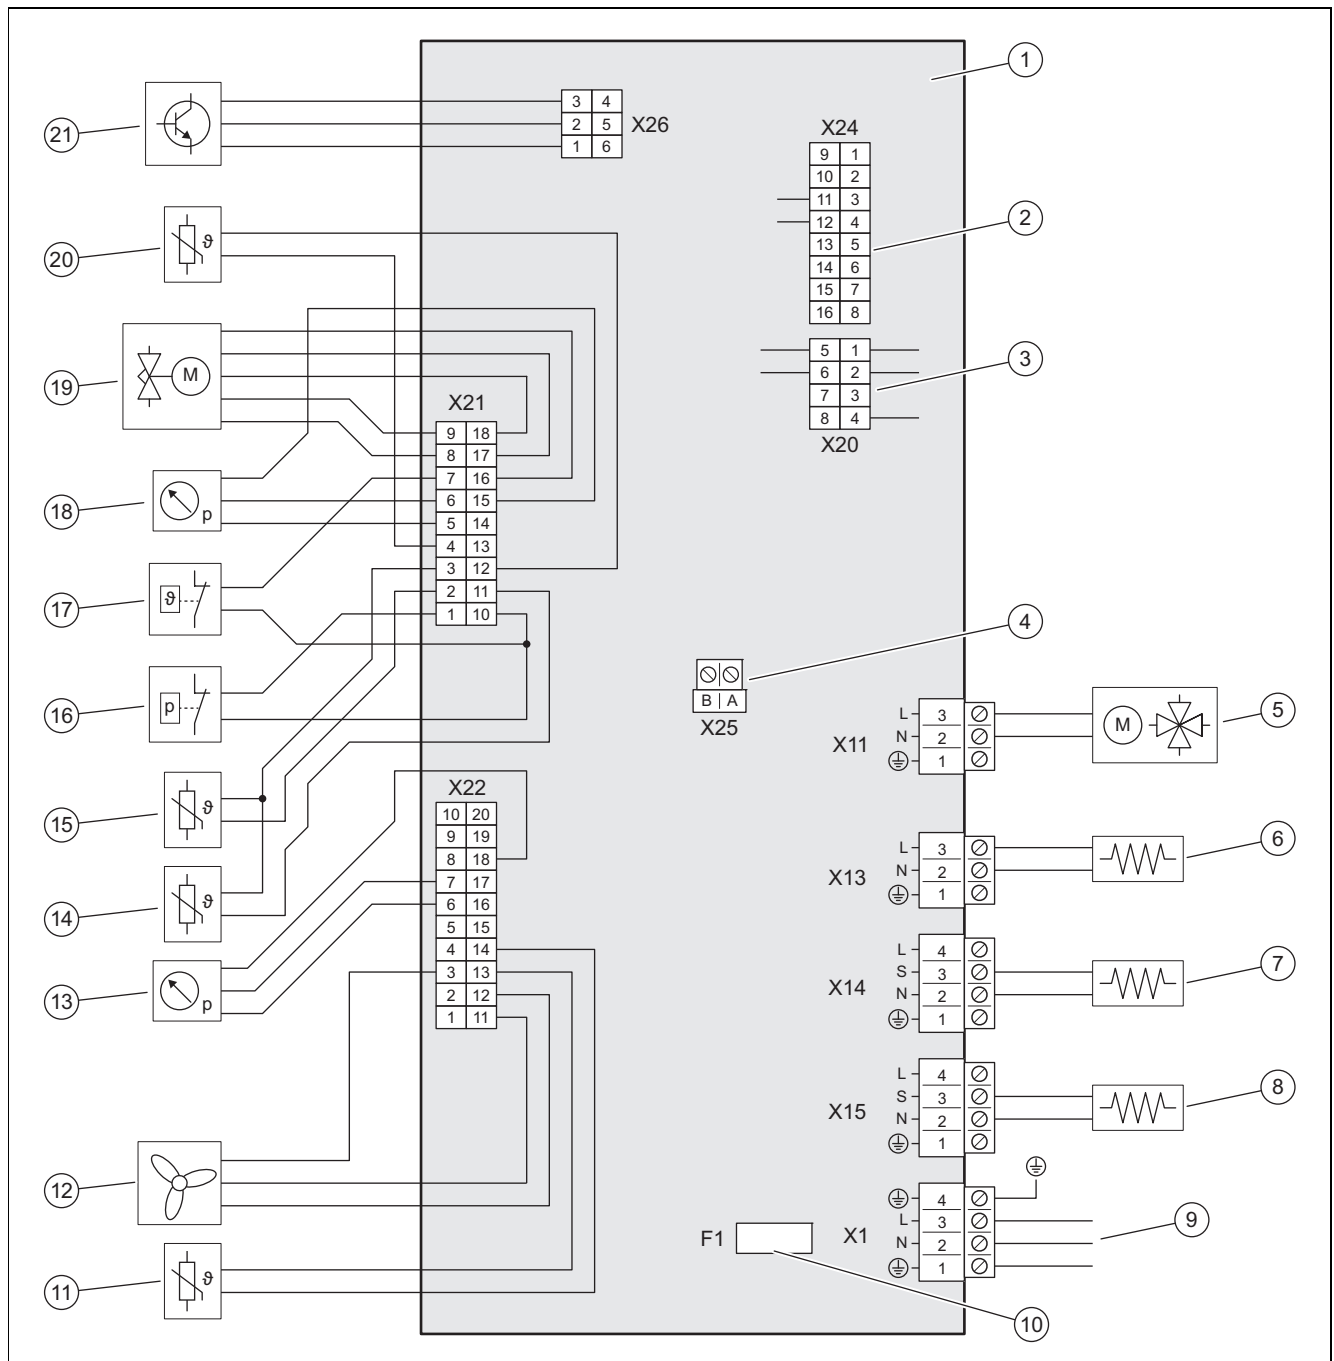 1
21
3 4
2 5
1 6
X26
X24
9 1
10 2
11 3
12 4
13 5
14 6
15 7
16 8
2
20
ϑ
5 1
6 2
7 3
8 4
X20
3
19
M
X21
9 18
8 17
7 16
6 15
5 14
4 13
3 12
2 11
1 10
18
p
17
ϑ
4
B A
X25
16
p
X11
L 3
N 2
1
M
5
15
ϑ
X22
10 20
9 19
8 18
7 17
6 16
5 15
4 14
3 13
2 12
1 11
X13
L 3
N 2
1
6
14
ϑ
13
p
X14
L 4
S 3
N 2
1
7
X15
L 4
S 3
N 2
1
8
12
F1
X1
4
L 3
N 2
1
9
11
ϑ
10